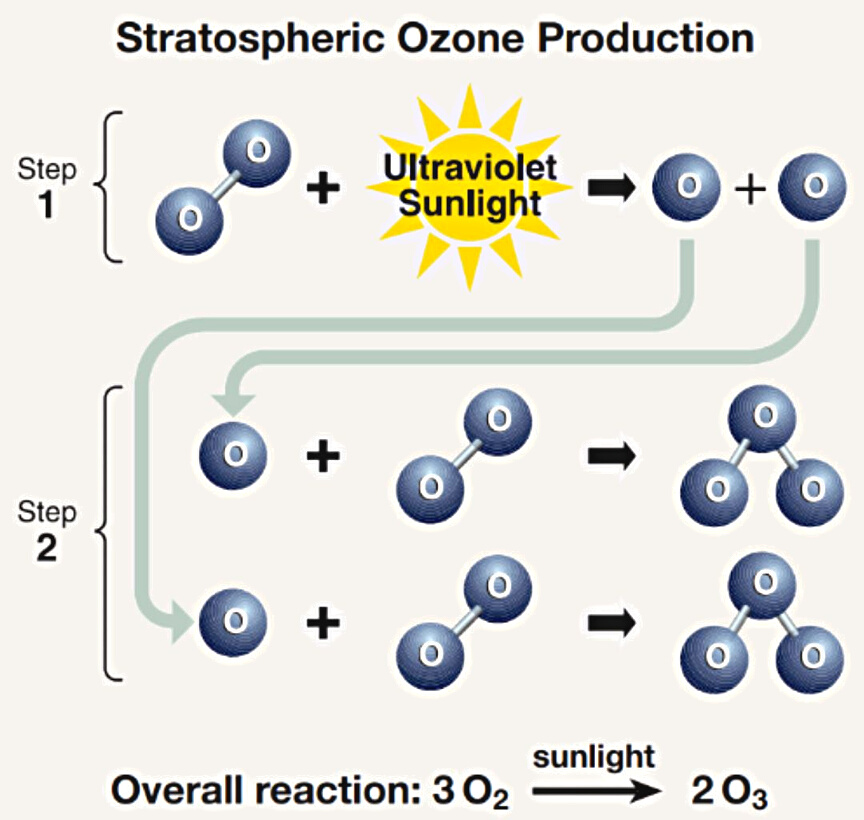 Stratospheric Ozone Production
Step
1
O
O
+
Ultraviolet
Sunlight
O + O
Step
2
O + O
O
O
O
O
O + O
O
O
O
O
sunlight
Overall reaction: 3 O₂ → 2 O₃